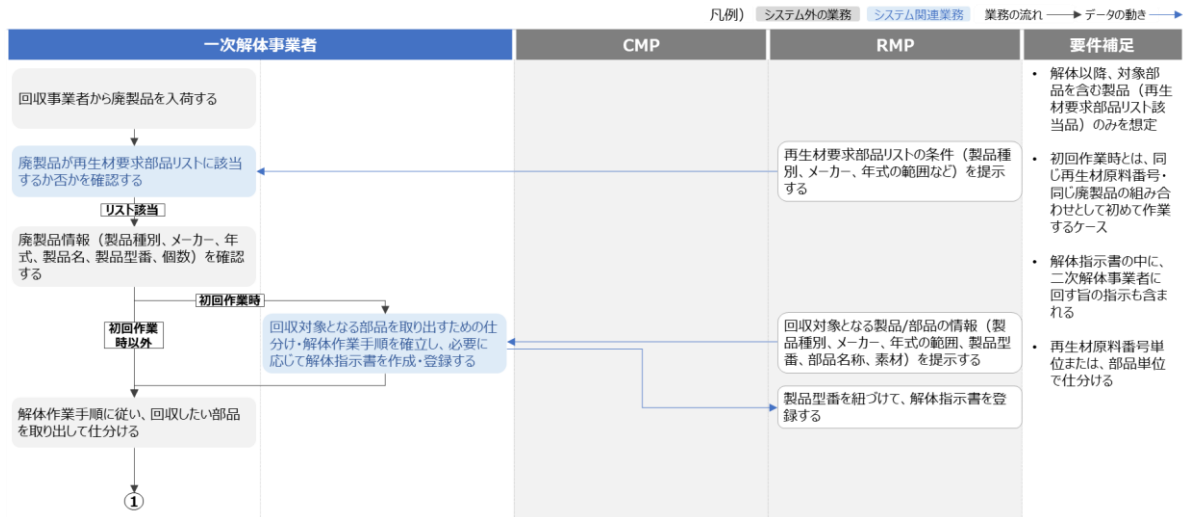 凡例） システム外の業務 システム関連業務 業務の流れ データの動き
一次解体事業者
CMP
RMP
要件補足
回収事業者から廃製品を入荷する
廃製品が再生材要求部品リストに該当
するか否かを確認する
再生材要求部品リストの条件（製品種
別、メーカー、年式の範囲など）を提示
する
リスト該当
廃製品情報（製品種別、メーカー、年
式、製品名、製品型番、個数）を確認
する
初回作業時
初回作業
時以外
回収対象となる部品を取り出すための仕
分け・解体作業手順を確立し、必要に
応じて解体指示書を作成・登録する
回収対象となる製品/部品の情報（製
品種別、メーカー、年式の範囲、製品型
番、部品名称、素材）を提示する
製品型番を紐づけて、解体指示書を登
録する
解体作業手順に従い、回収したい部品
を取り出して仕分ける
1
• 解体以降、対象部
品を含む製品（再生
材要求部品リスト該
当品）のみを想定
• 初回作業時とは、同
じ再生材原料番号・
同じ廃製品の組み合
わせとして初めて作業
するケース
• 解体指示書の中に、
二次解体事業者に
回す旨の指示も含ま
れる
• 再生材原料番号単
位または、部品単位
で仕分ける